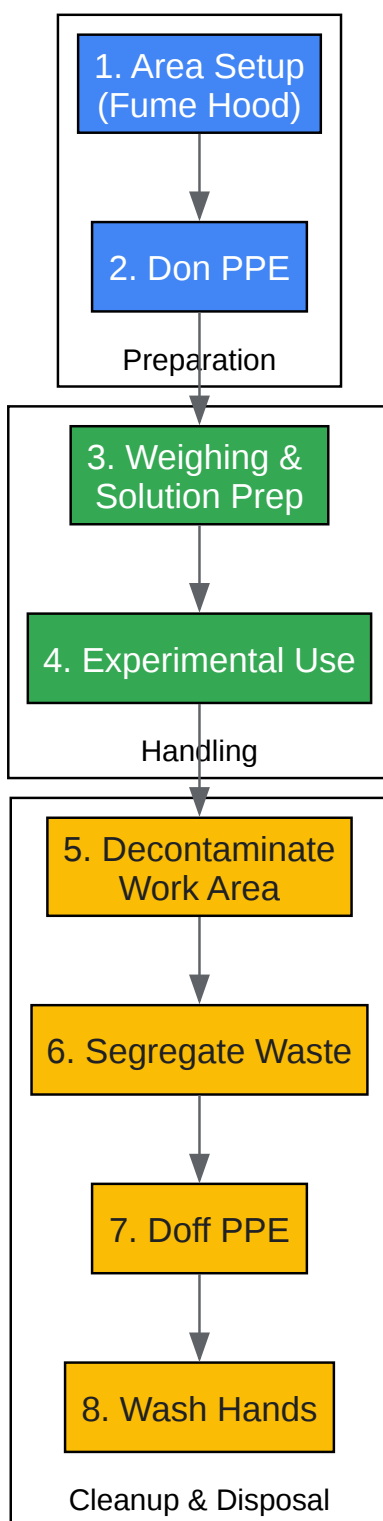 1. Area Setup
(Fume Hood)
2. Don PPE
Preparation
3. Weighing &
Solution Prep
4. Experimental Use
Handling
5. Decontaminate
Work Area
6. Segregate Waste
7. Doff PPE
8. Wash Hands
Cleanup & Disposal